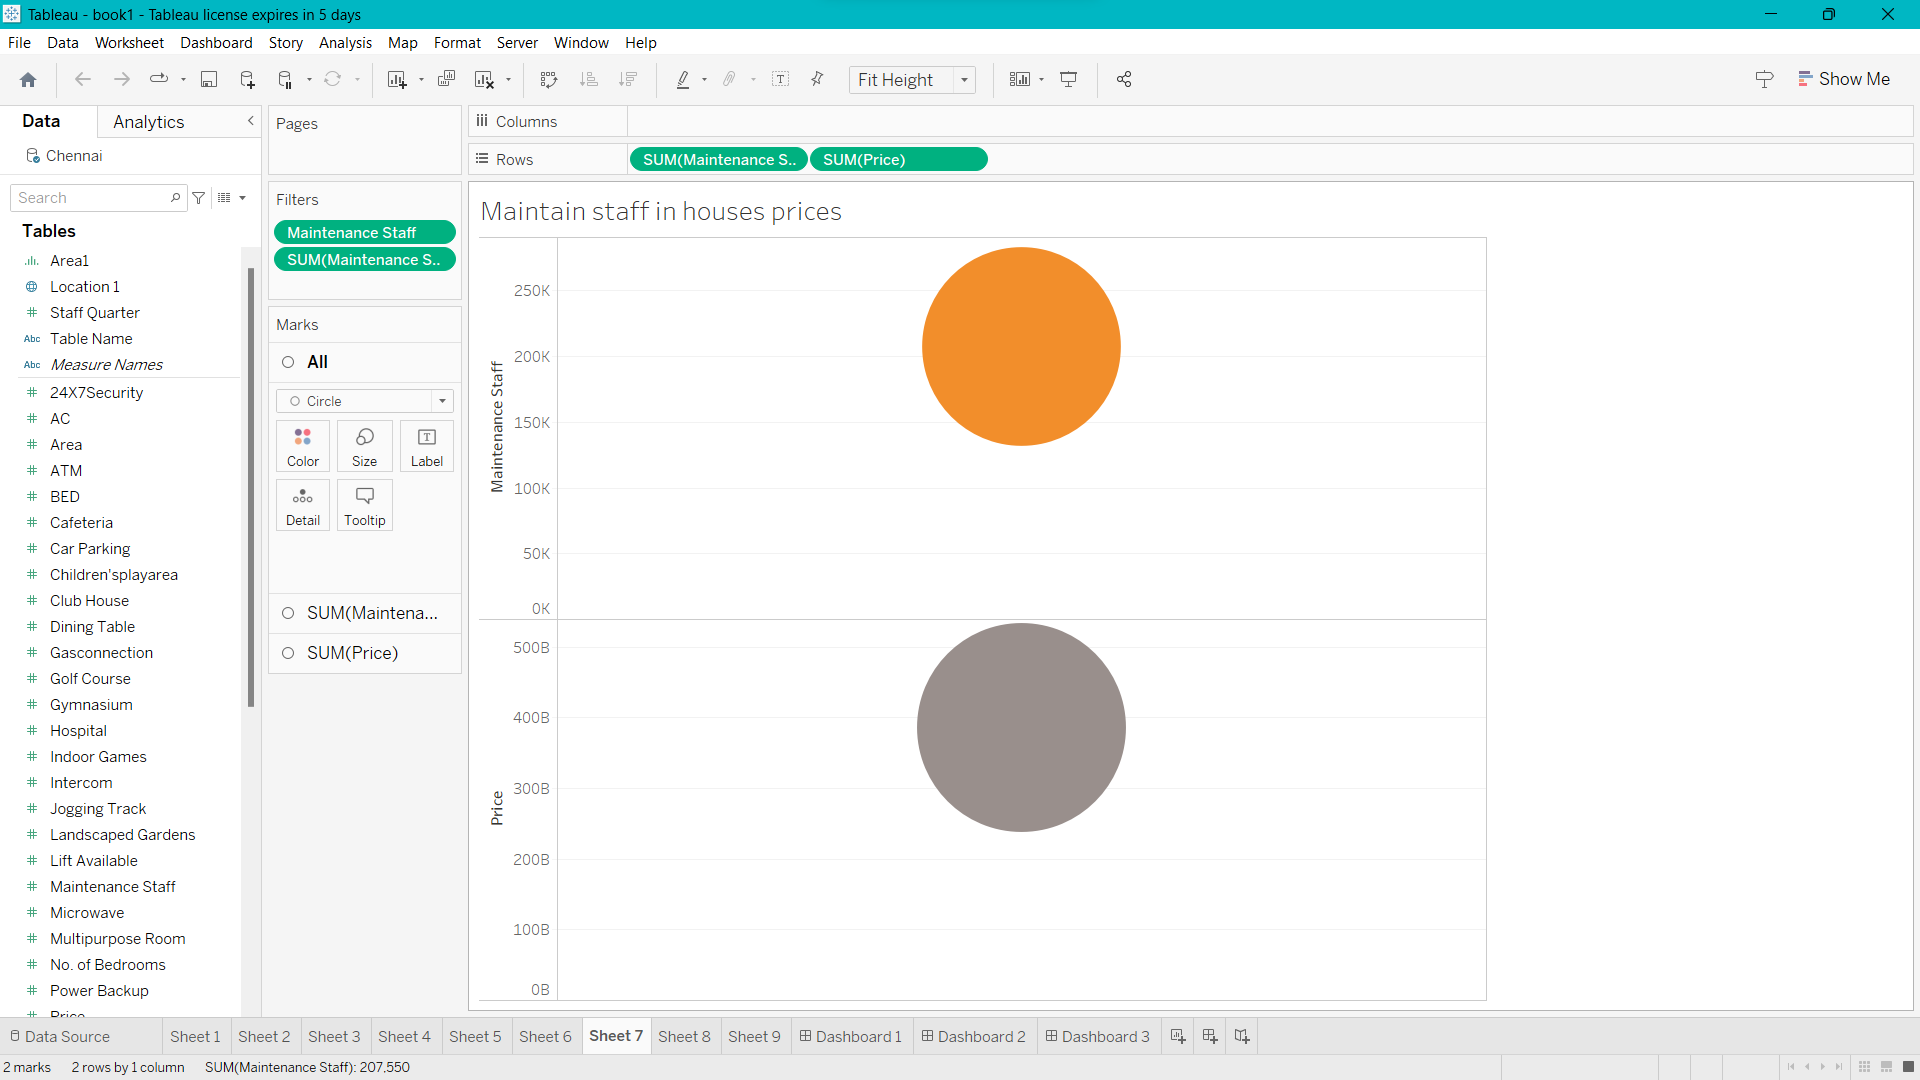 Tableau - book1 - Tableau license expires in 5 days
File Data Worksheet Dashboard Story Analysis Map Format Server Window Help
Fit Height
Show Me
Data Analytics
Chennai
Search
Tables
Area1
Location 1
Staff Quarter
Abc Table Name
Abc Measure Names
24X7Security
AC
Area
ATM
BED
Cafeteria
Car Parking
Children'splayarea
Club House
Dining Table
Gasconnection
Golf Course
Gymnasium
Hospital
Indoor Games
Intercom
Jogging Track
Landscaped Gardens
Lift Available
Maintenance Staff
Microwave
Multipurpose Room
No. of Bedrooms
Power Backup
Price
Pages
Filters
Maintenance Staff
SUM(Maintenance S..
Marks
All
Circle
Color Size Label
Detail Tooltip
SUM(Maintena...
SUM(Price)
Columns
Rows SUM(Maintenance S.. SUM(Price)
Maintain staff in houses prices
Maintenance Staff
250K
200K
150K
100K
50K
0K
Price
500B
400B
300B
200B
100B
0B
Data Source Sheet 1 Sheet 2 Sheet 3 Sheet 4 Sheet 5 Sheet 6 Sheet 7 Sheet 8 Sheet 9 Dashboard 1 Dashboard 2 Dashboard 3
2 marks 2 rows by 1 column SUM(Maintenance Staff): 207,550